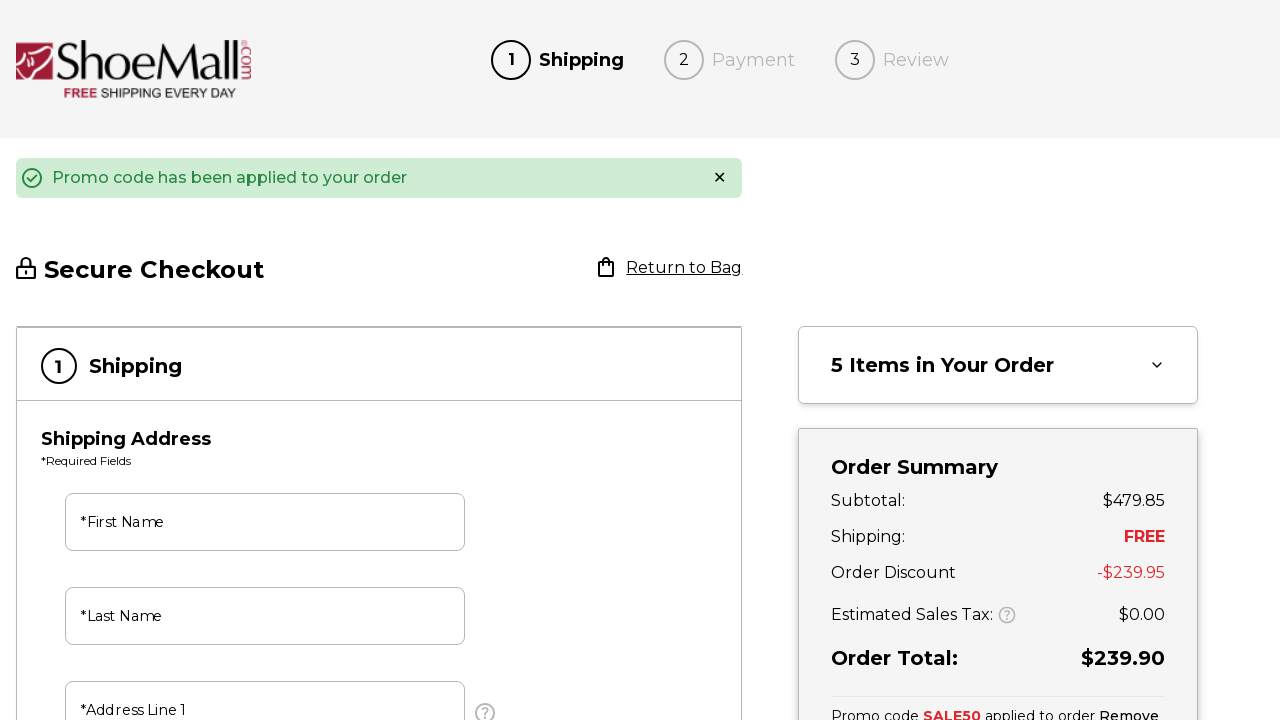 ShoeMall.com
FREE SHIPPING EVERY DAY
1 Shipping
2 Payment
3 Review
Promo code has been applied to your order
Secure Checkout
Return to Bag
1 Shipping
Shipping Address
*Required Fields
*First Name
*Last Name
*Address Line 1
5 Items in Your Order
Order Summary
Subtotal: $479.85
Shipping: FREE
Order Discount -$239.95
Estimated Sales Tax: $0.00
Order Total: $239.90
Promo code SALE50 applied to order Remove